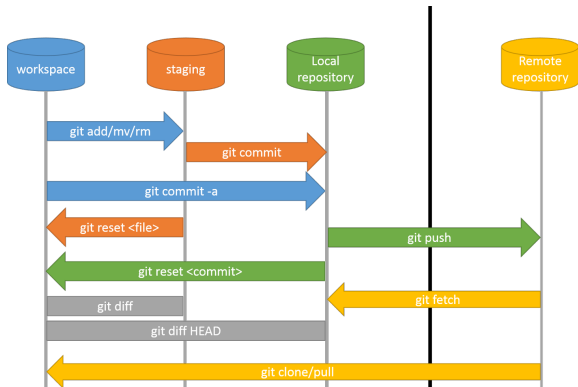 workspace
staging
Local
repository
Remote
repository
git add/mv/rm
git commit
git commit -a
git reset <file>
git push
git reset <commit>
git diff
git fetch
git diff HEAD
git clone/pull